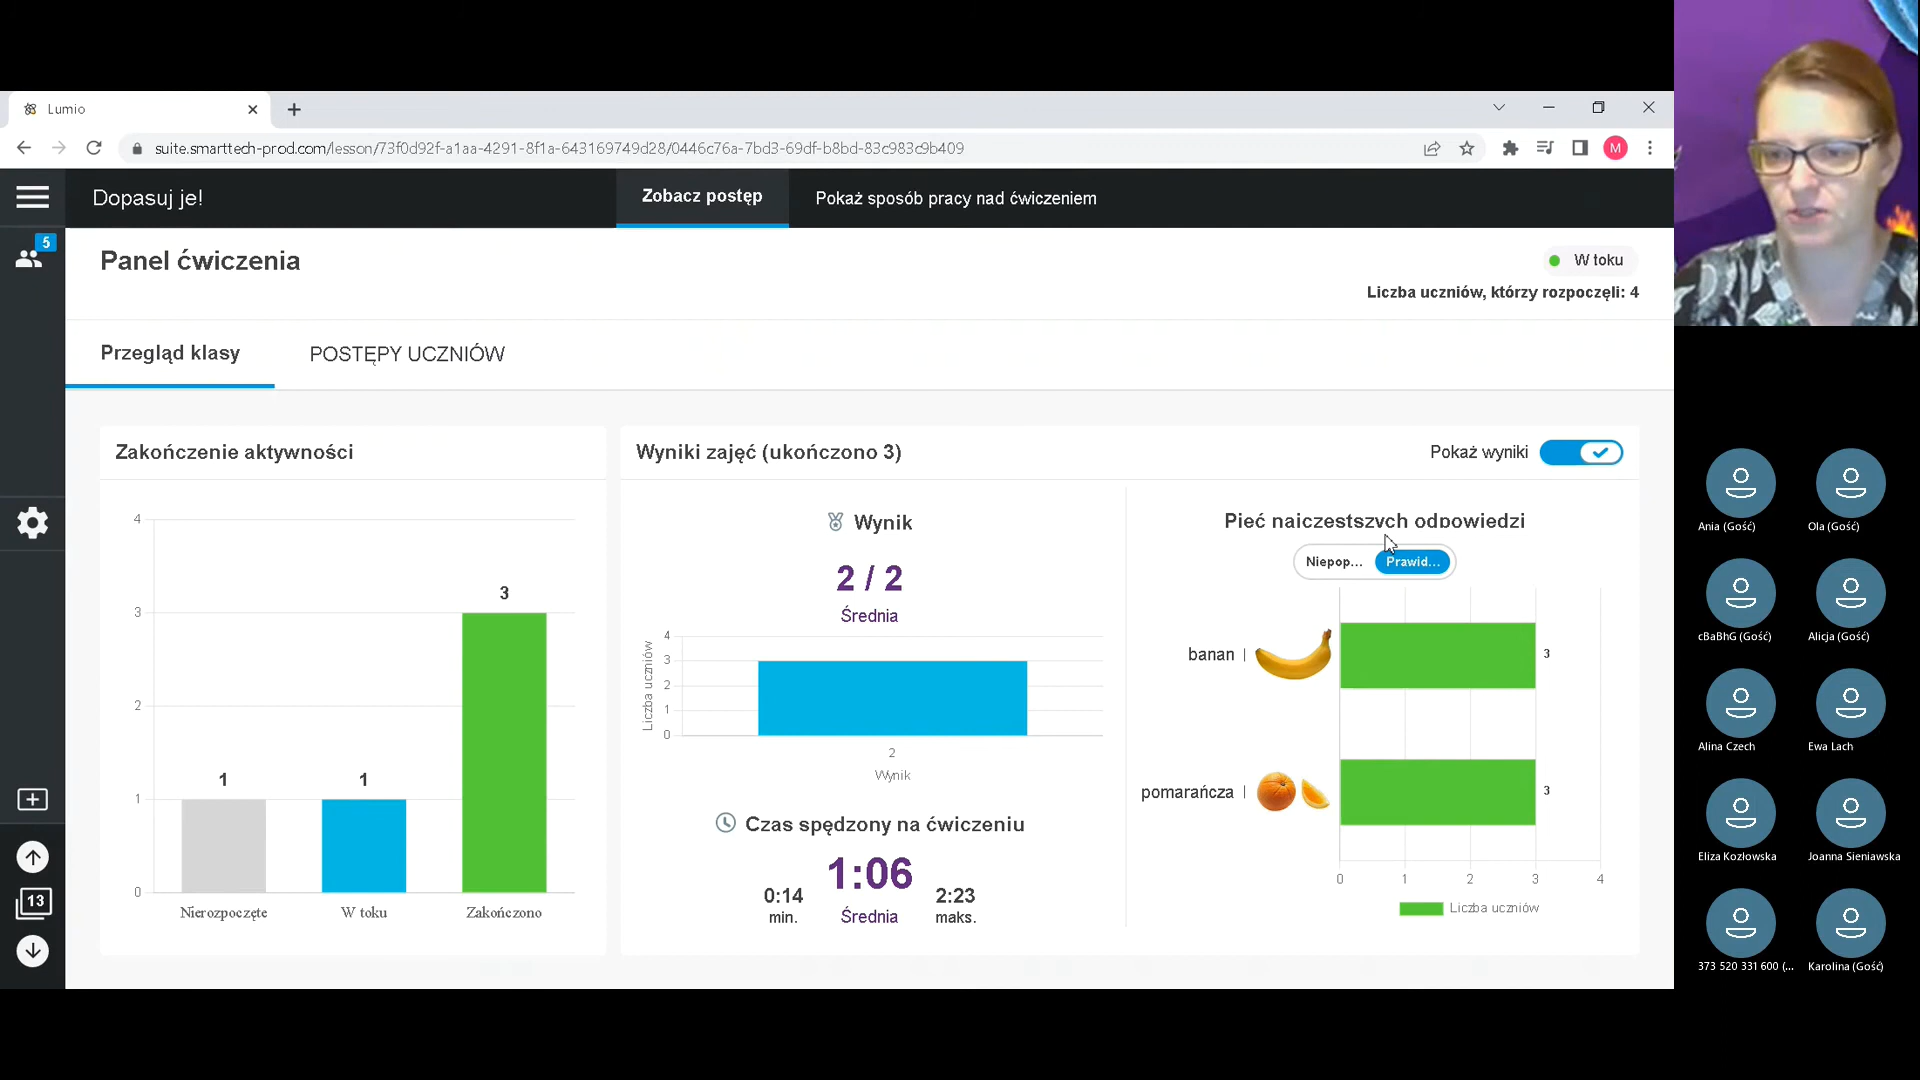 Lumio
suite.smarttech-prod.com/lesson/73f0d92f-a1aa-4291-8f1a-643169749d28/0446c76a-7bd3-69df-b8bd-83c983c9b409
M
Dopasuj je!
Zobacz postęp
Pokaż sposób pracy nad ćwiczeniem
5
Panel ćwiczenia
W toku
Liczba uczniów, którzy rozpoczęli: 4
Przegląd klasy
POSTĘPY UCZNIÓW
Zakończenie aktywności
4
3
2
1
0
1
1
3
Nierozpoczęte
W toku
Zakończono
Wyniki zajęć (ukończono 3)
Pokaż wyniki
Wynik
2 / 2
Średnia
Liczba uczniów
4
3
2
1
0
2
Wynik
Czas spędzony na ćwiczeniu
0:14
min.
1:06
Średnia
2:23
maks.
Pięć najczęstszych odpowiedzi
Niepop...
Prawid...
banan
3
pomarańcza
3
0 1 2 3 4
Liczba uczniów
13
Ania (Gość)
Ola (Gość)
cBaBhG (Gość)
Alicja (Gość)
Alina Czech
Ewa Lach
Eliza Kozłowska
Joanna Sieniawska
373 520 331 600 (...
Karolina (Gość)